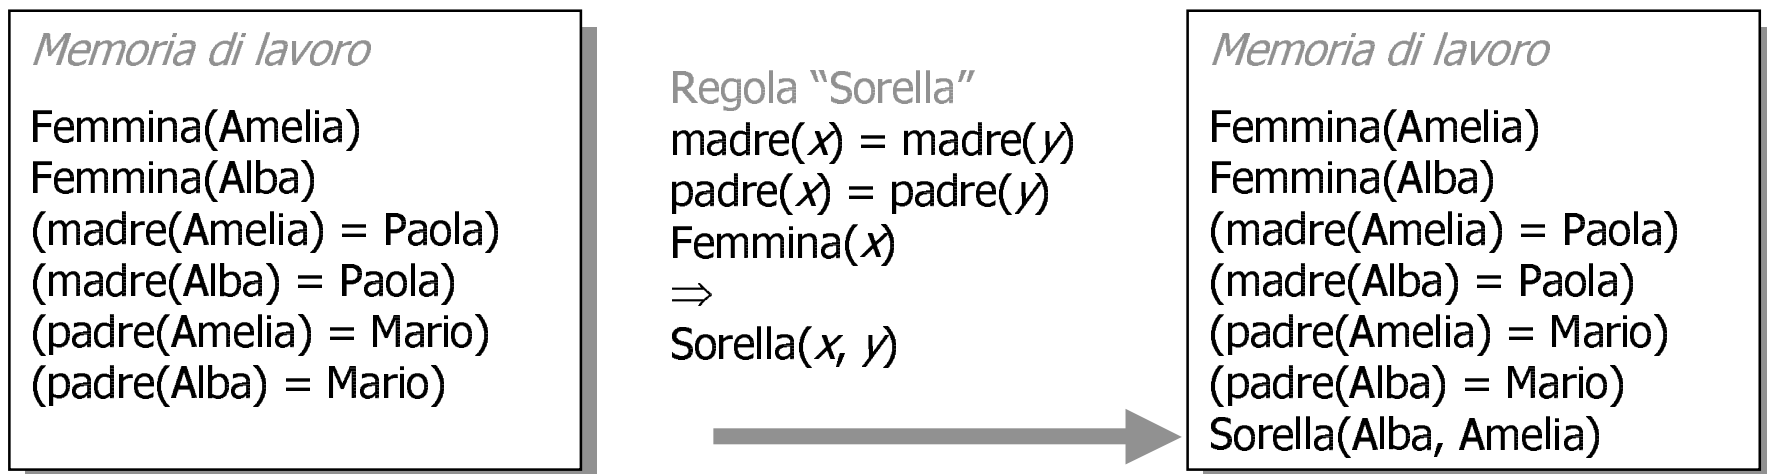 Memoria di lavoro
Femmina(Amelia)
Femmina(Alba)
(madre(Amelia) = Paola)
(madre(Alba) = Paola)
(padre(Amelia) = Mario)
(padre(Alba) = Mario)
Regola “Sorella”
madre(x) = madre(y)
padre(x) = padre(y)
Femmina(x)
⇒
Sorella(x, y)
Memoria di lavoro
Femmina(Amelia)
Femmina(Alba)
(madre(Amelia) = Paola)
(madre(Alba) = Paola)
(padre(Amelia) = Mario)
(padre(Alba) = Mario)
Sorella(Alba, Amelia)